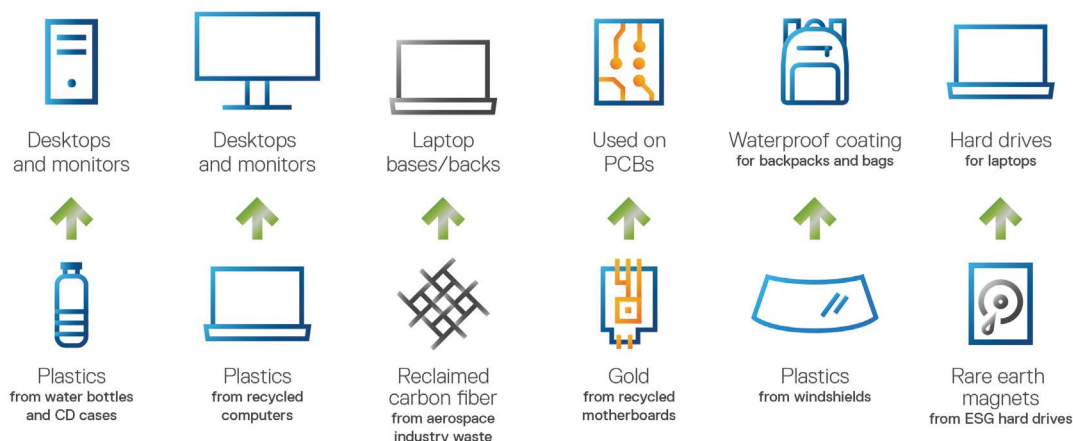 Desktops
and monitors
Desktops
and monitors
Laptop
bases/backs
Used on
PCBs
Waterproof coating
for backpacks and bags
Hard drives
for laptops
Plastics
from water bottles
and CD cases
Plastics
from recycled
computers
Reclaimed
carbon fiber
from aerospace
industry waste
Gold
from recycled
motherboards
Plastics
from windshields
Rare earth
magnets
from ESG hard drives